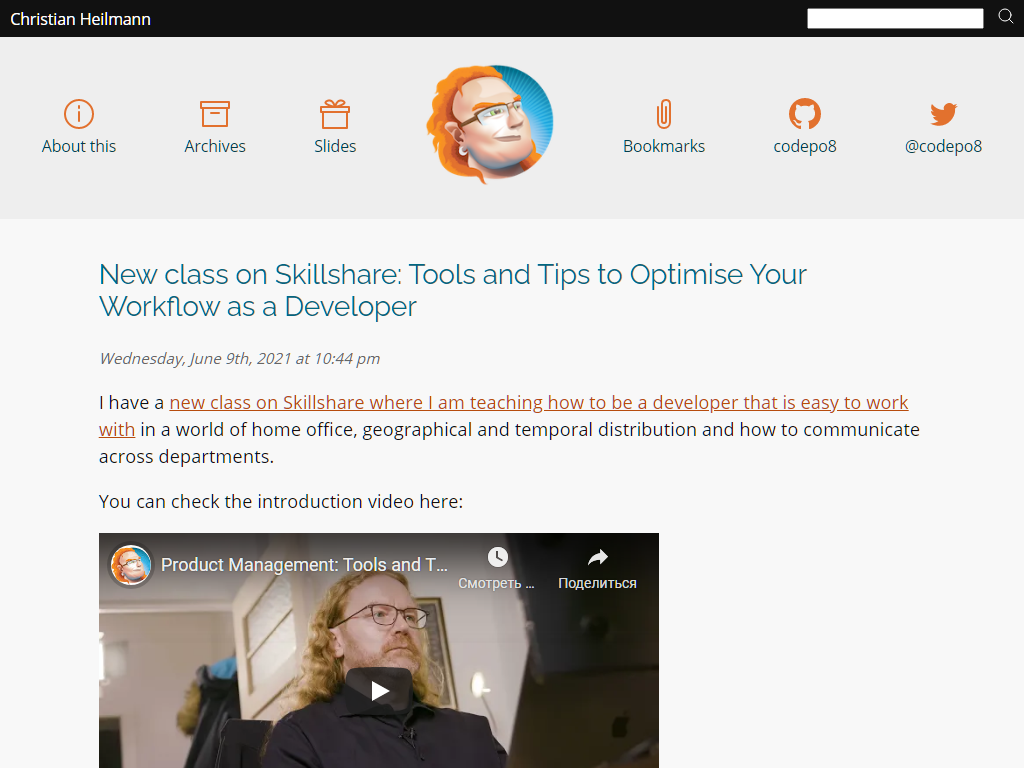 Christian Heilmann
About this
Archives
Slides
Bookmarks
codepo8
@codepo8
New class on Skillshare: Tools and Tips to Optimise Your
Workflow as a Developer
Wednesday, June 9th, 2021 at 10:44 pm
I have a new class on Skillshare where I am teaching how to be a developer that is easy to work
with in a world of home office, geographical and temporal distribution and how to communicate
across departments.
You can check the introduction video here:
Product Management: Tools and T...
Смотреть ...
Поделиться